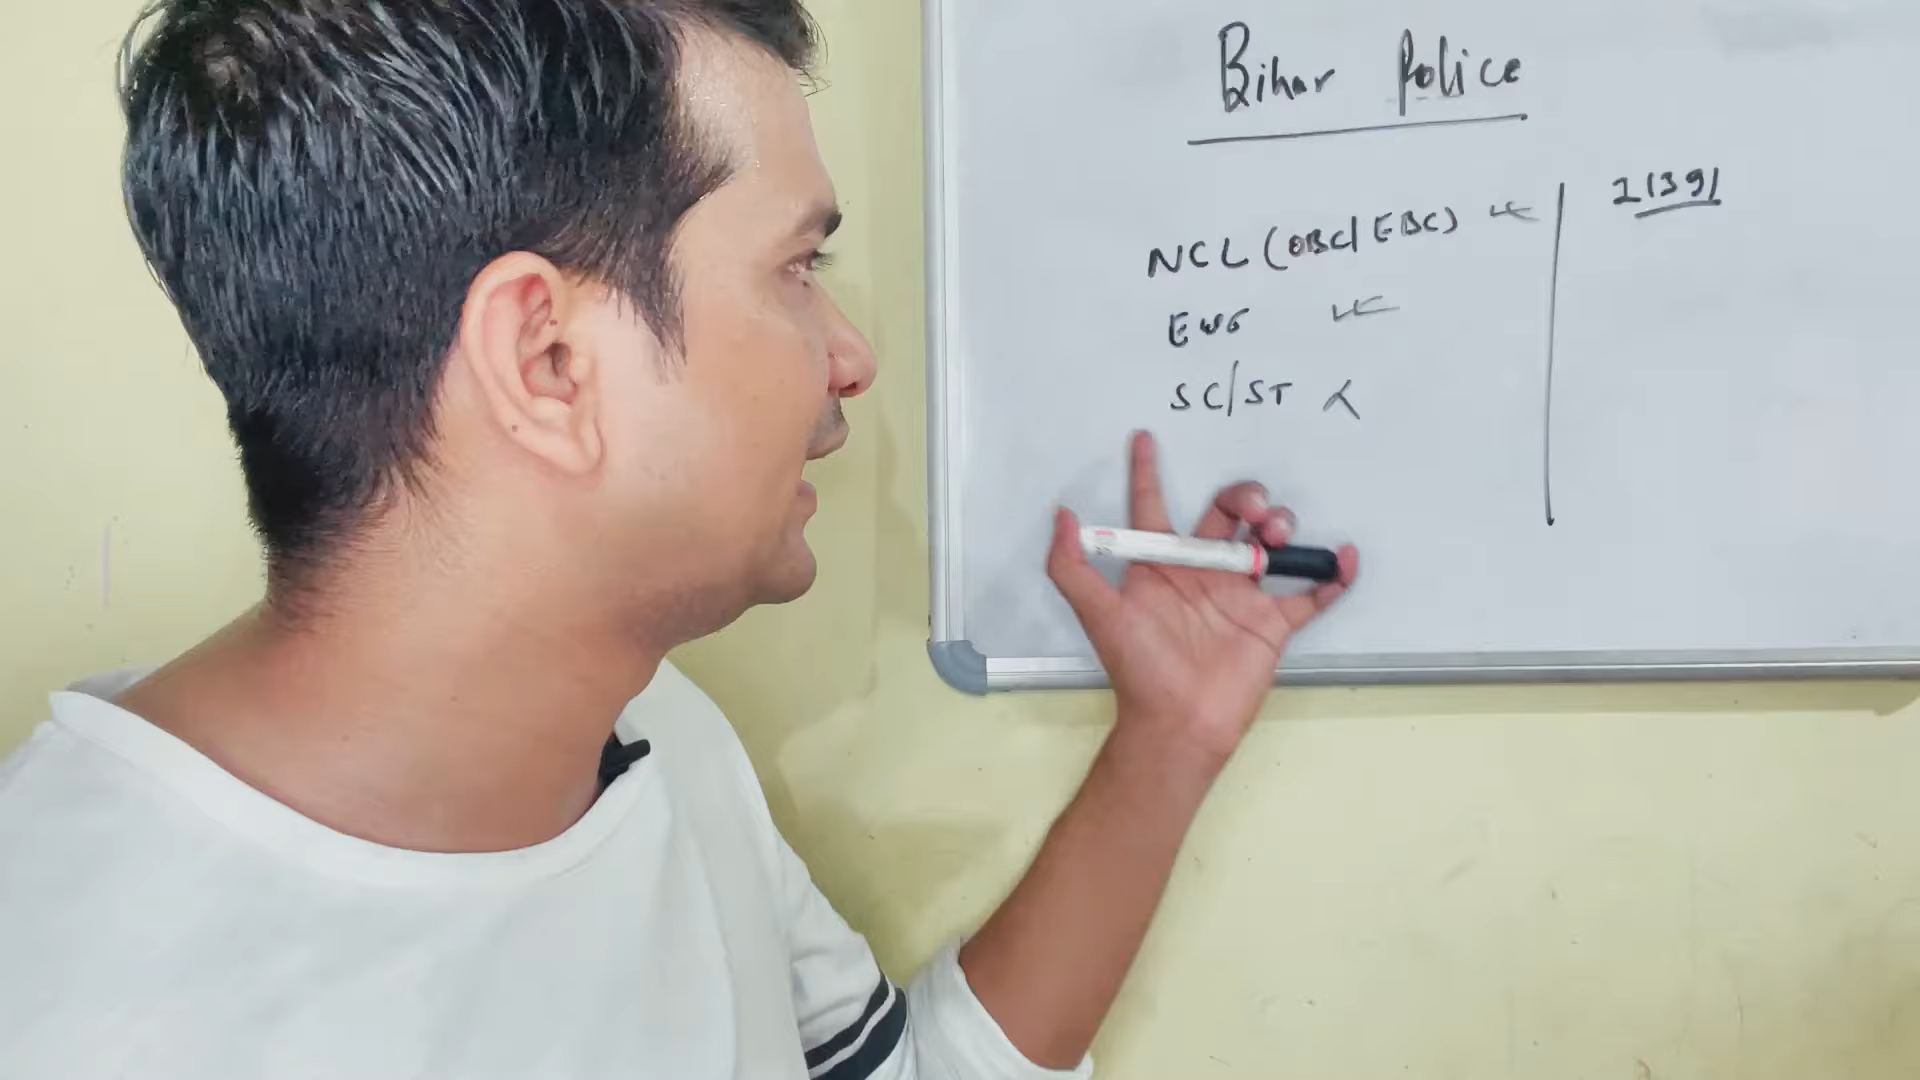 Bihar Police
NCL (OBC/EBC)
EWS
SC/ST
21391